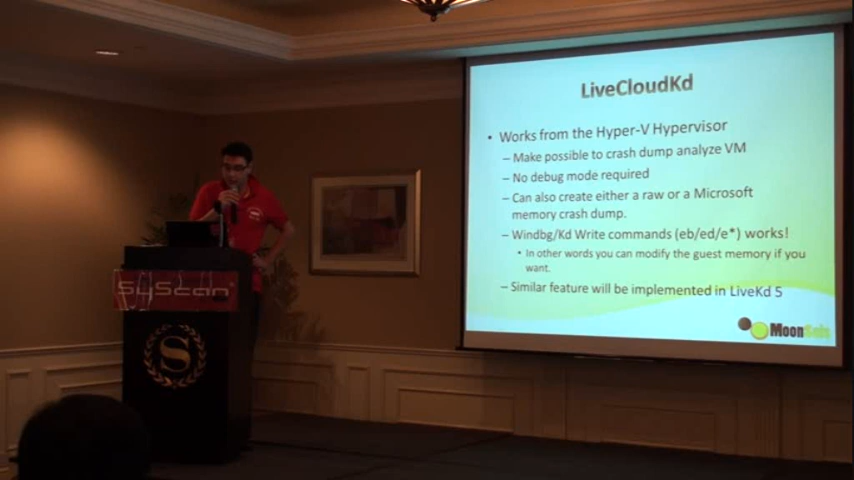 LiveCloudKd
• Works from the Hyper-V Hypervisor
– Make possible to crash dump analyze VM
– No debug mode required
– Can also create either a raw or a Microsoft
memory crash dump.
– Windbg/Kd Write commands (eb/ed/e*) works!
• In other words you can modify the guest memory if you
want.
– Similar feature will be implemented in LiveKd 5
MoonSols
SyScan
S